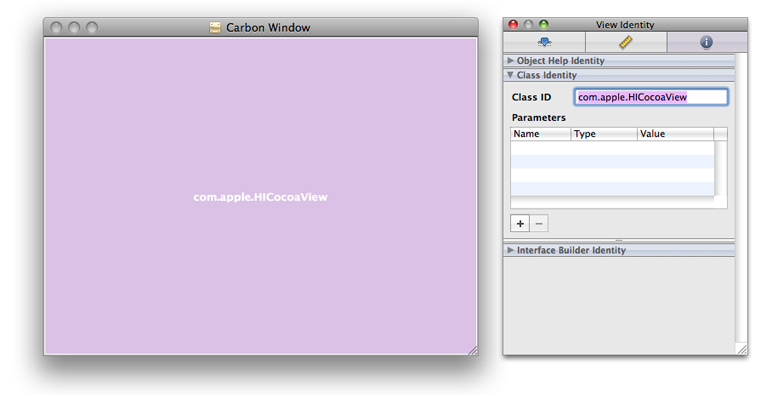 Carbon Window
com.apple.HICocoaView
View Identity
Object Help Identity
Class Identity
Class ID com.apple.HICocoaView
Parameters
Name Type Value
+ −
Interface Builder Identity